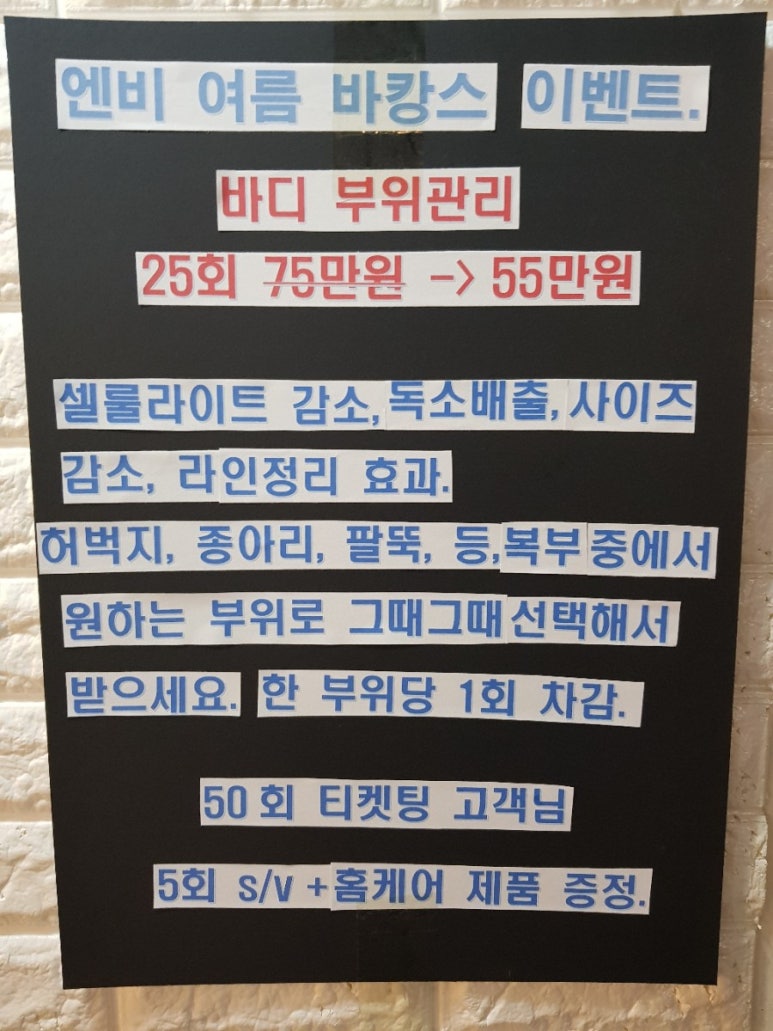 엔비 여름 바캉스 이벤트.
바디 부위관리
25회 75만원 -> 55만원
셀룰라이트 감소, 독소배출, 사이즈
감소, 라인정리 효과.
허벅지, 종아리, 팔뚝, 등, 복부 중에서
원하는 부위로 그때그때 선택해서
받으세요. 한 부위당 1회 차감.
50회 티켓팅 고객님
5회 s/v + 홈케어 제품 증정.